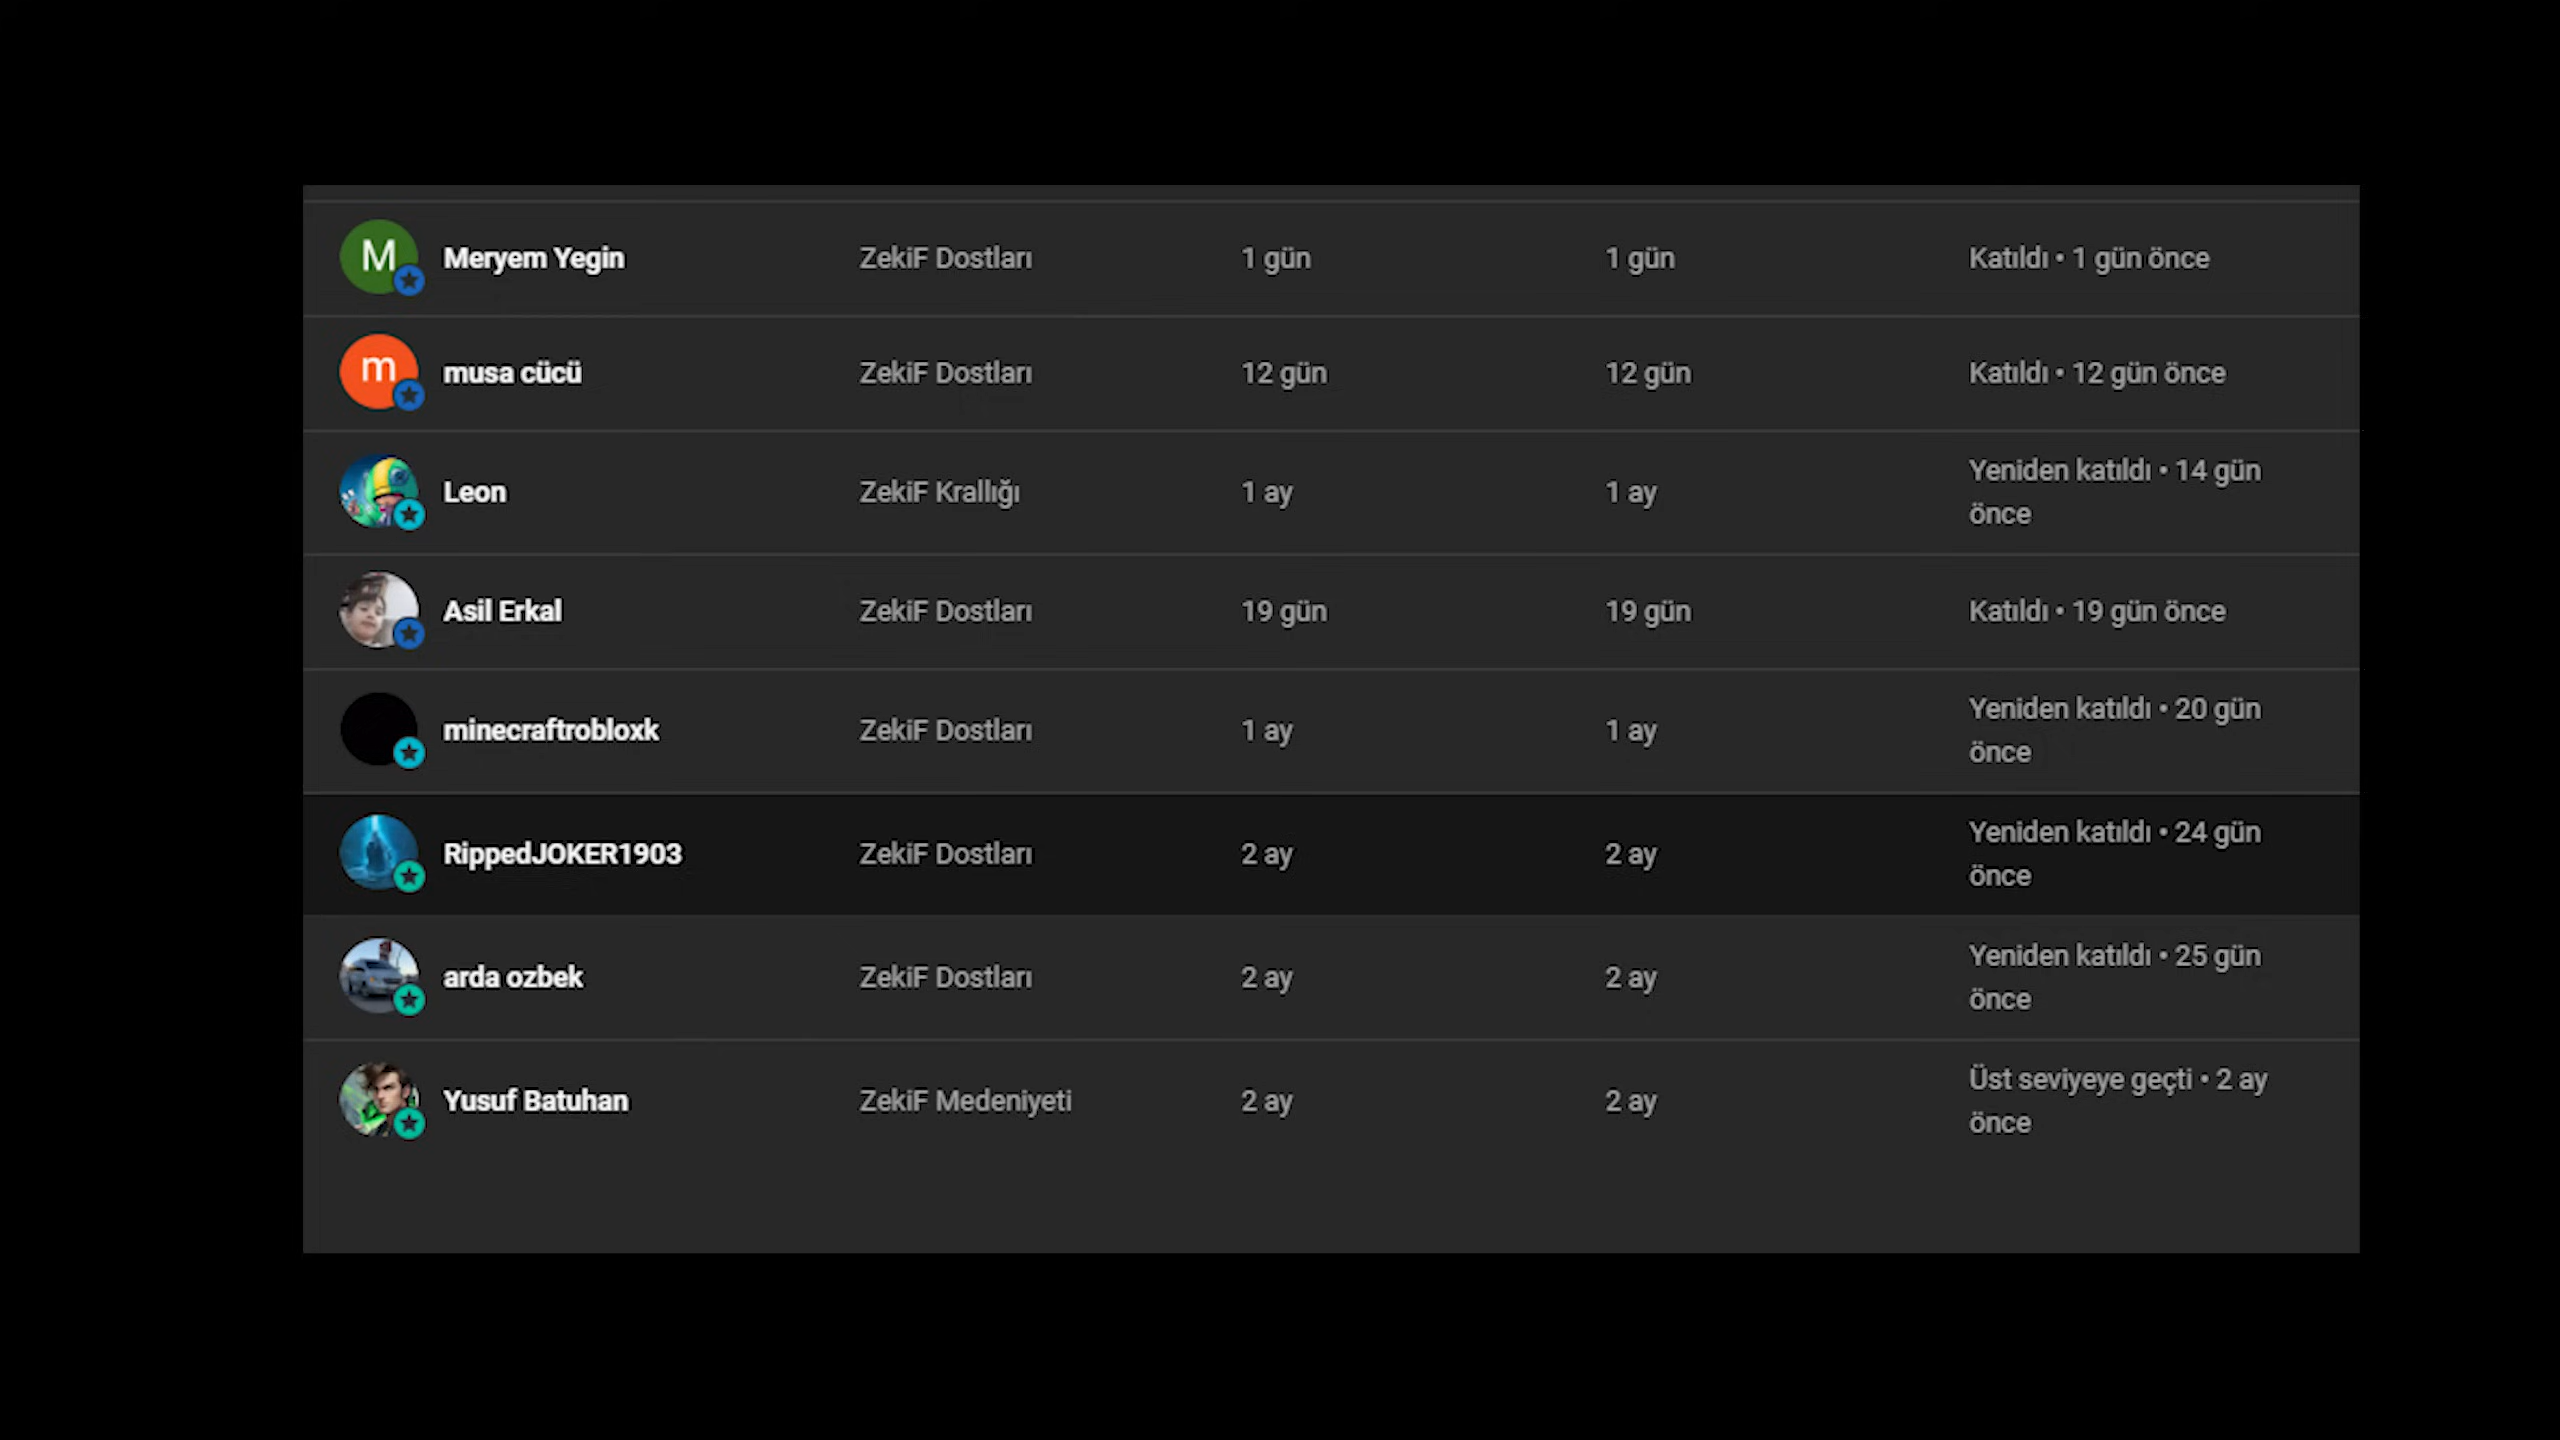 M Meryem Yegin ZekiF Dostları 1 gün 1 gün Katıldı • 1 gün önce
m musa cücü ZekiF Dostları 12 gün 12 gün Katıldı • 12 gün önce
Leon ZekiF Krallığı 1 ay 1 ay Yeniden katıldı • 14 gün
önce
Asil Erkal ZekiF Dostları 19 gün 19 gün Katıldı • 19 gün önce
minecraftrobloxk ZekiF Dostları 1 ay 1 ay Yeniden katıldı • 20 gün
önce
RippedJOKER1903 ZekiF Dostları 2 ay 2 ay Yeniden katıldı • 24 gün
önce
arda ozbek ZekiF Dostları 2 ay 2 ay Yeniden katıldı • 25 gün
önce
Yusuf Batuhan ZekiF Medeniyeti 2 ay 2 ay Üst seviyeye geçti • 2 ay
önce